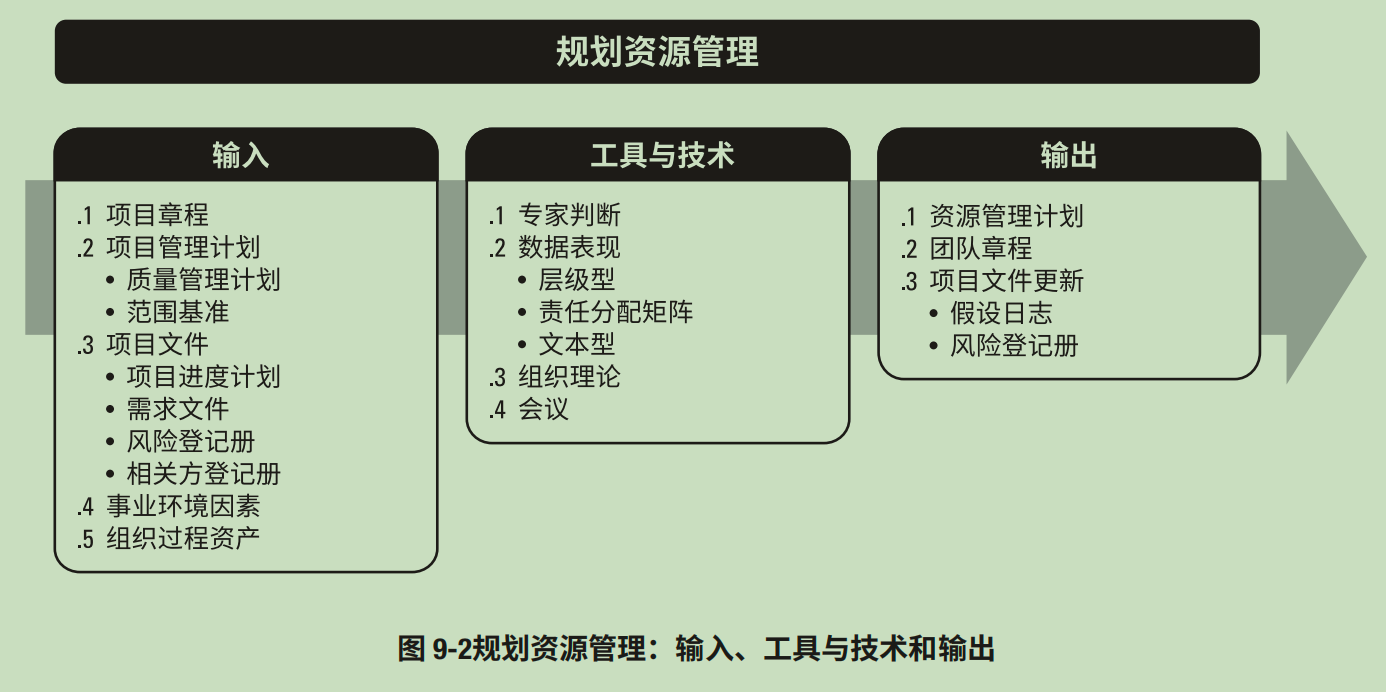 规划资源管理
输入
.1 项目章程
.2 项目管理计划
• 质量管理计划
• 范围基准
.3 项目文件
• 项目进度计划
• 需求文件
• 风险登记册
• 相关方登记册
.4 事业环境因素
.5 组织过程资产
工具与技术
.1 专家判断
.2 数据表现
• 层级型
• 责任分配矩阵
• 文本型
.3 组织理论
.4 会议
输出
.1 资源管理计划
.2 团队章程
.3 项目文件更新
• 假设日志
• 风险登记册
图 9-2规划资源管理：输入、工具与技术和输出